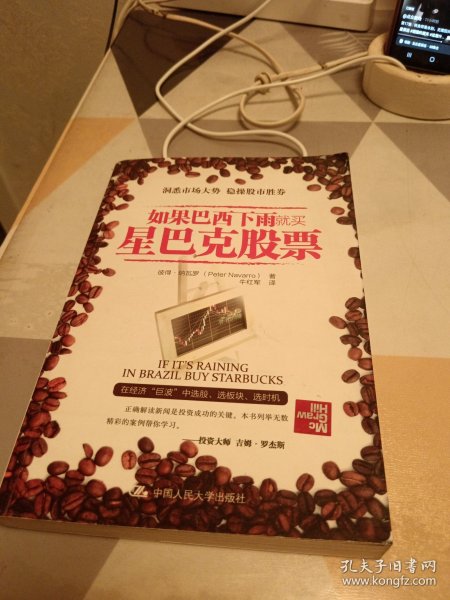 洞悉市场大势 稳操股市胜券
如果巴西下雨就买
星巴克股票
彼得·纳瓦罗（Peter Navarro）著
牛红军 译
IF IT'S RAINING
IN BRAZIL BUY STARBUCKS
在经济“巨波”中选股、选板块、选时机
正确解读新闻是投资成功的关键。本书列举无数
精彩的案例帮你学习。
——投资大师 吉姆·罗杰斯
Mc
Graw
Hill
中国人民大学出版社
孔夫子旧书网
www.kongfz.com